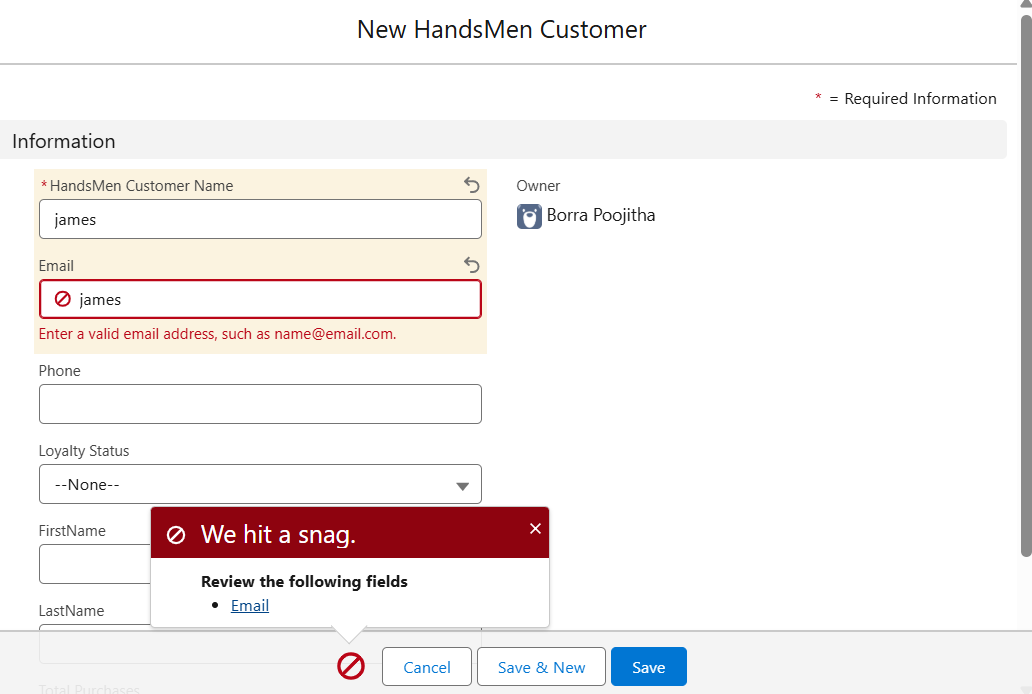 New HandsMen Customer
* = Required Information
Information
*HandsMen Customer Name
james
Owner
Borra Poojitha
Email
james
Enter a valid email address, such as name@email.com.
Phone
Loyalty Status
--None--
FirstName
We hit a snag.
Review the following fields
• Email
LastName
Cancel
Save & New
Save
Total Purchases